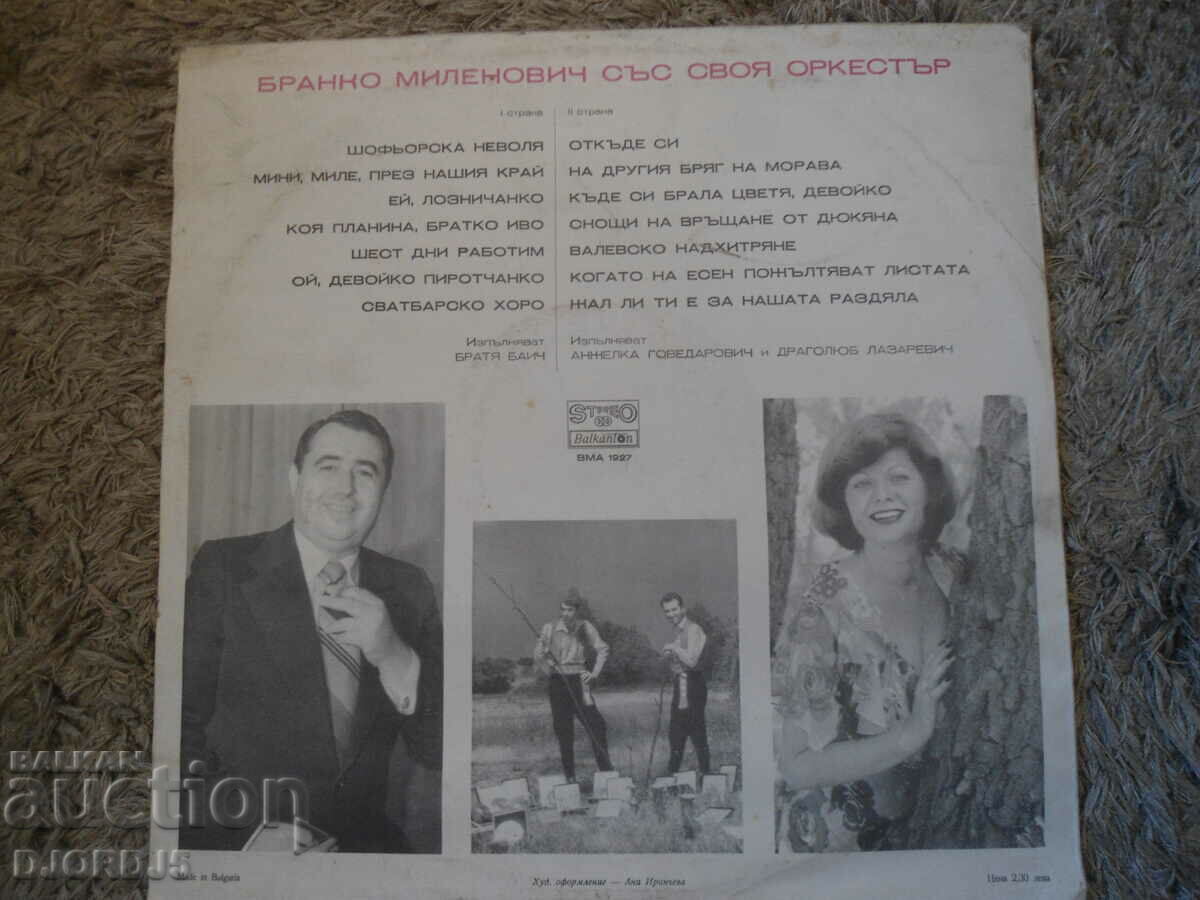 БРАНКО МИЛЕНОВИЧ СЪС СВОЯ ОРКЕСТЪР
I страна
ШОФЬОРСКА НЕВОЛЯ
МИНИ, МИЛЕ, ПРЕЗ НАШИЯ КРАЙ
ЕЙ, ЛОЗНИЧАНКО
КОЯ ПЛАНИНА, БРАТКО ИВО
ШЕСТ ДНИ РАБОТИМ
ОЙ, ДЕВОЙКО ПИРОТЧАНКО
СВАТБАРСКО ХОРО
Изпълняват
БРАТЯ БАИЧ
II страна
ОТКЪДЕ СИ
НА ДРУГИЯ БРЯГ НА МОРАВА
КЪДЕ СИ БРАЛА ЦВЕТЯ, ДЕВОЙКО
СНОЩИ НА ВРЪЩАНЕ ОТ ДЮКЯНА
ВАЛЕВСКО НАДХИТРЯНЕ
КОГАТО НА ЕСЕН ПОЖЪЛТЯВАТ ЛИСТАТА
ЖАЛ ЛИ ТИ Е ЗА НАШАТА РАЗДЯЛА
Изпълняват
АНЖЕЛКА ГОВЕДАРОВИЧ и ДРАГОЛЮБ ЛАЗАРЕВИЧ
STEREO
33
Balkanton
ВМА 1927
BALKAN
auction
DJORDJ5
Made in Bulgaria
Худ. оформление — Ани Иринчева
Цена 2,30 лева